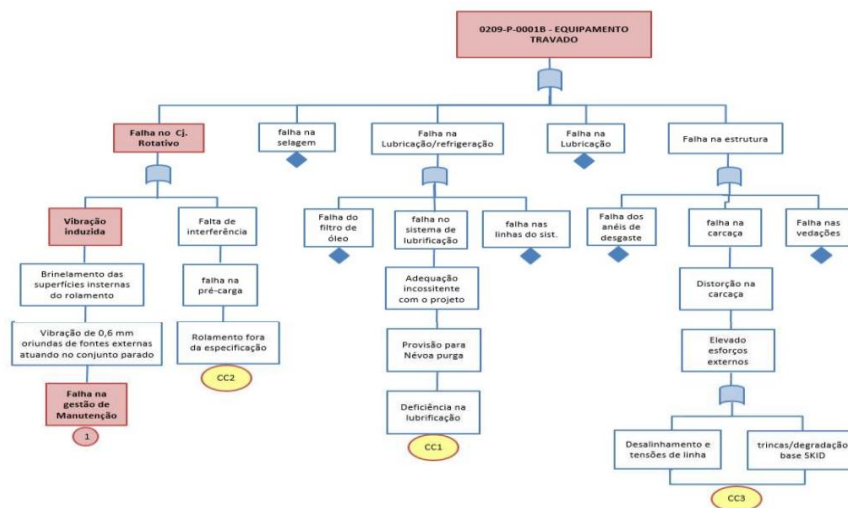 0209-P-0001B - EQUIPAMENTO
TRAVADO
Falha no Cj.
Rotativo
falha na
selagem
Falha na
Lubricação/refrigeração
Falha na
Lubricação
Falha na estrutura
Vibração
induzida
Falta de
interferência
Falha do
filtro de
óleo
falha no
sistema de
lubrificação
falha nas
linhas do sist.
Falha dos
anéis de
desgaste
falha na
carcaça
Falha nas
vedações
Brinelamento das
superfícies insternas
do rolamento
falha na
pré-carga
Adequação
incossitente
com o projeto
Distorção na
carcaça
Vibração de 0,6 mm
oriundas de fontes externas
atuando no conjunto parado
Rolamento fora
da especificação
Provisão para
Névoa purga
Elevado
esforços
externos
Falha na
gestão de
Manutenção
CC2
Deficiência na
lubrificação
1
CC1
Desalinhamento e
tensões de linha
trincas/degradação
base SKID
CC3